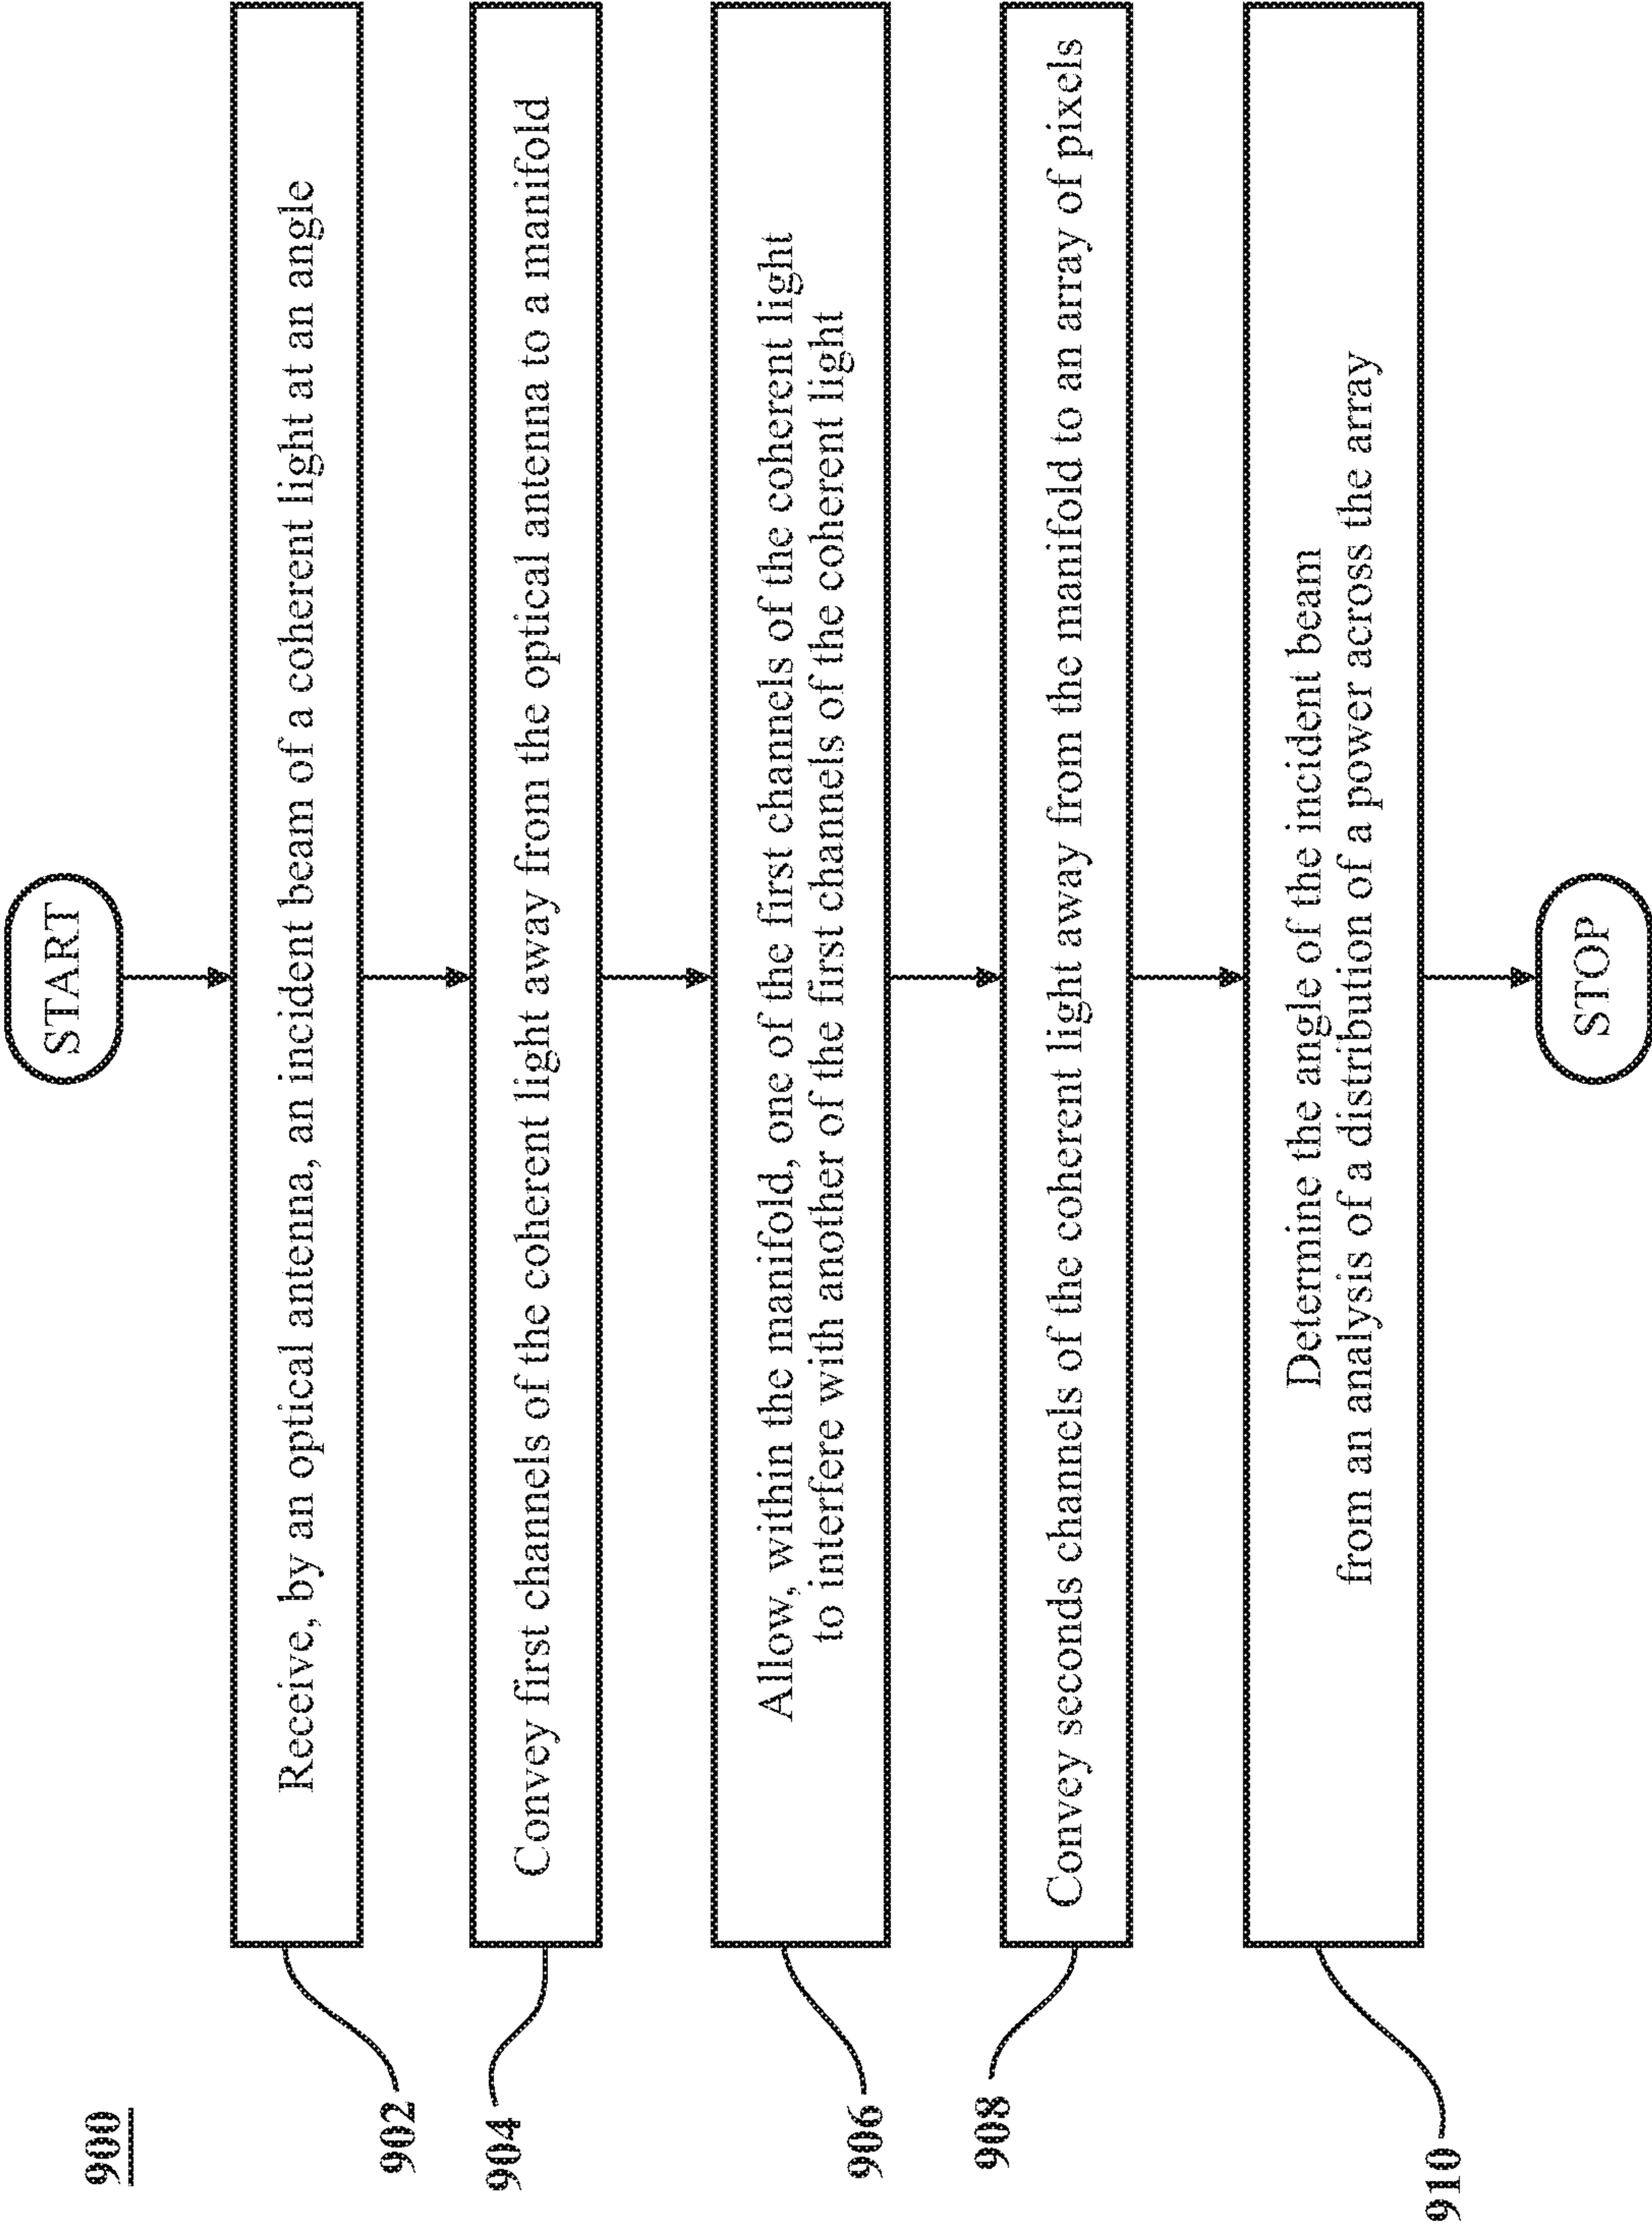 900
START
902
Receive, by an optical antenna, an incident beam of a coherent light at an angle
904
Convey first channels of the coherent light away from the optical antenna to a manifold
906
Allow, within the manifold, one of the first channels of the coherent light
to interfere with another of the first channels of the coherent light
908
Convey seconds channels of the coherent light away from the manifold to an array of pixels
910
Determine the angle of the incident beam
from an analysis of a distribution of a power across the array
STOP